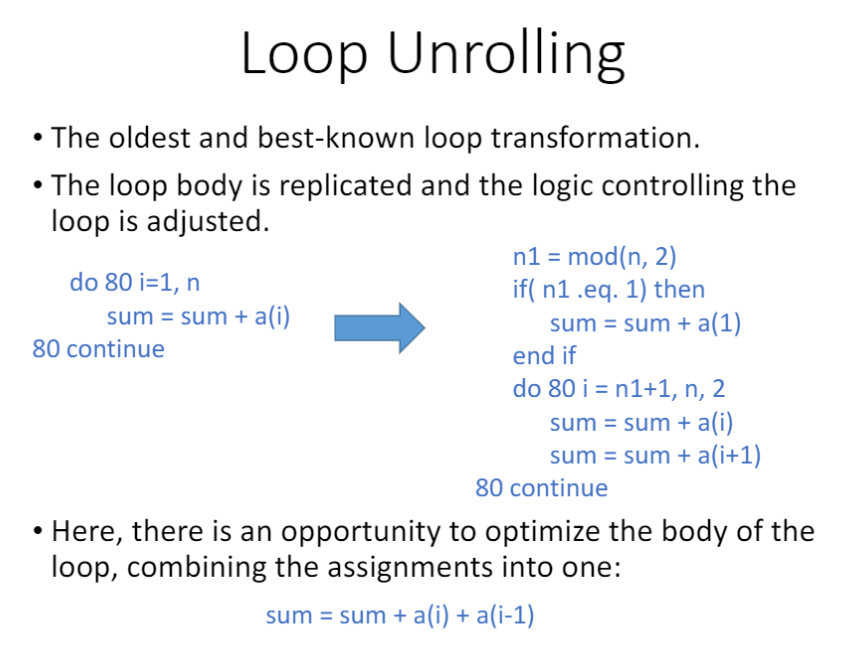 Loop Unrolling
• The oldest and best-known loop transformation.
• The loop body is replicated and the logic controlling the
loop is adjusted.
do 80 i=1, n
sum = sum + a(i)
80 continue
n1 = mod(n, 2)
if( n1 .eq. 1) then
sum = sum + a(1)
end if
do 80 i = n1+1, n, 2
sum = sum + a(i)
sum = sum + a(i+1)
80 continue
• Here, there is an opportunity to optimize the body of the
loop, combining the assignments into one:
sum = sum + a(i) + a(i-1)